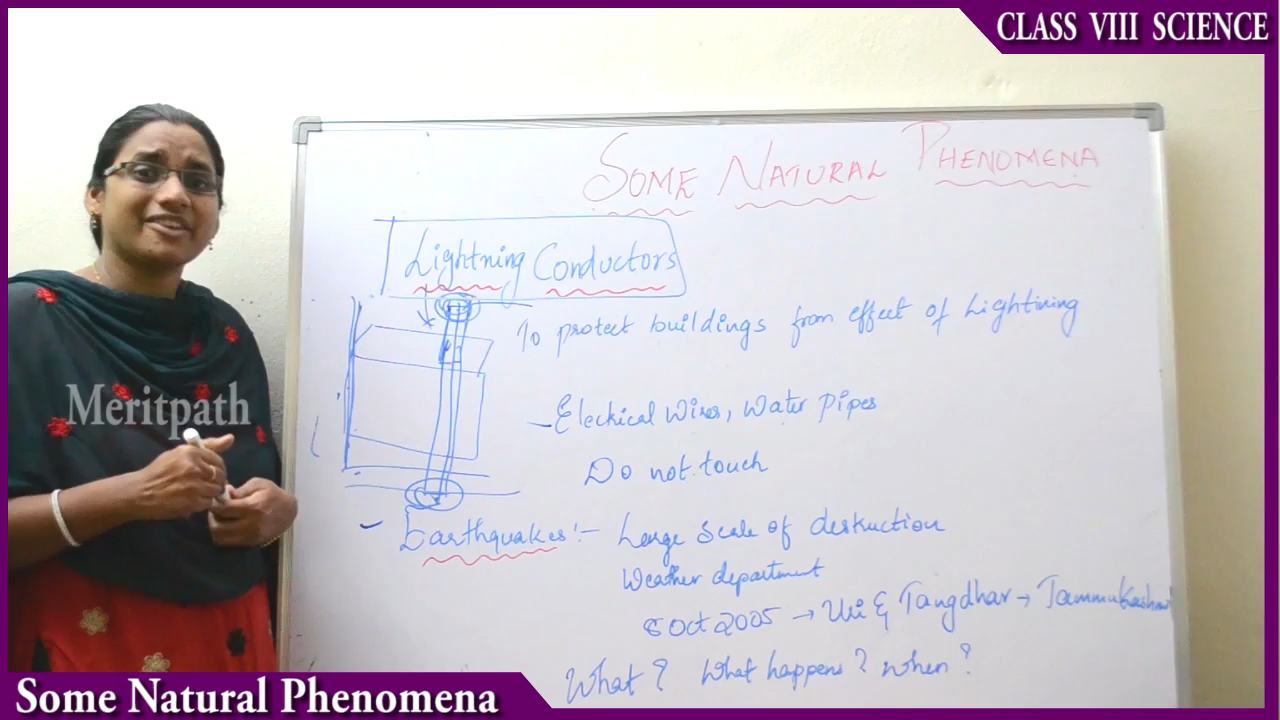 CLASS VIII SCIENCE
SOME NATURAL PHENOMENA
Lightning Conductors
To protect buildings from effect of Lightining
- Electrical Wires, Water Pipes
Do not touch
Meritpath
- Earthquakes :- Large Scale of destruction
Weather department
8 Oct 2005 → Uri & Tangdhar → Jammu Kashmir
What? What happens? When?
Some Natural Phenomena